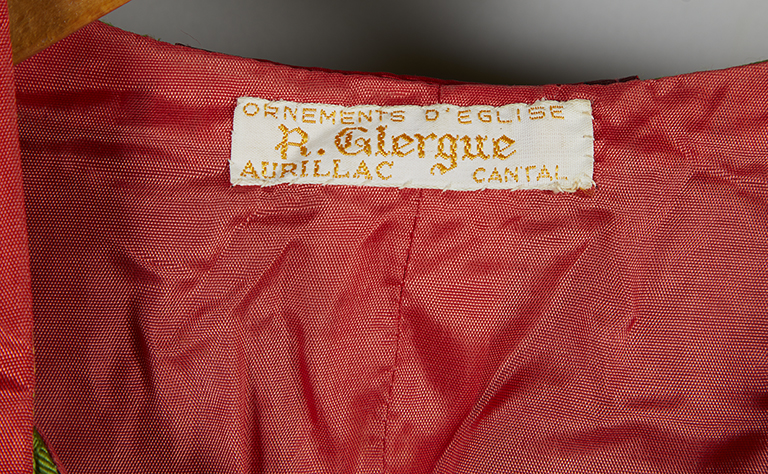 ORNEMENTS D'EGLISE
R. Glergue
AURILLAC CANTAL